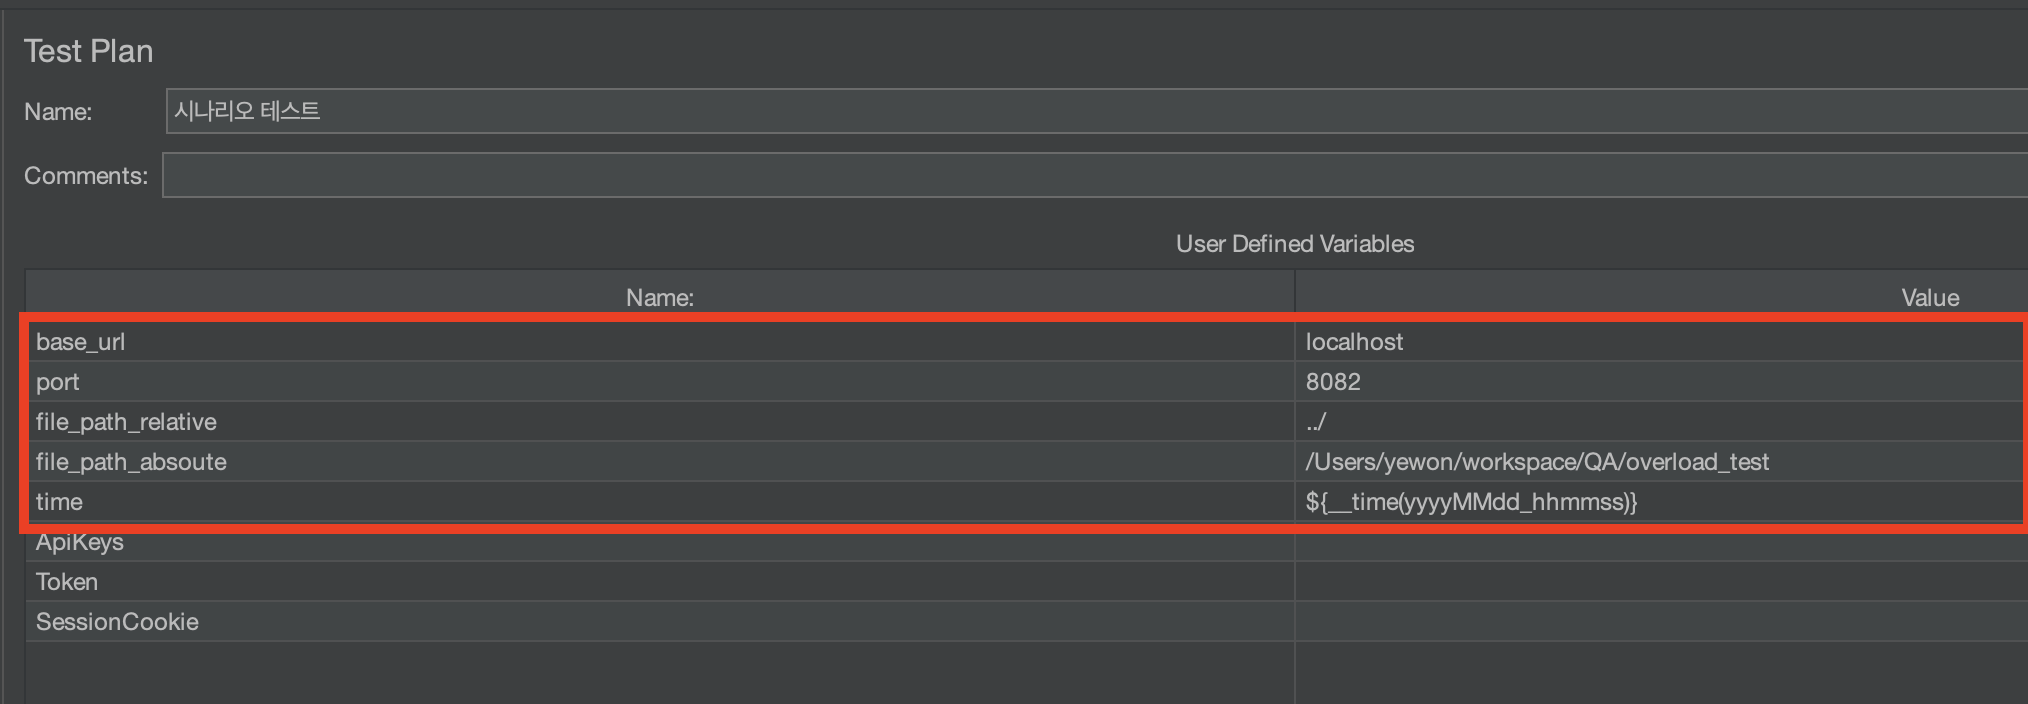 Test Plan
Name: 시나리오 테스트
Comments:
User Defined Variables
Name: Value
base_url localhost
port 8082
file_path_relative ../
file_path_absoute /Users/yewon/workspace/QA/overload_test
time ${__time(yyyyMMdd_hhmmss)}
ApiKeys
Token
SessionCookie